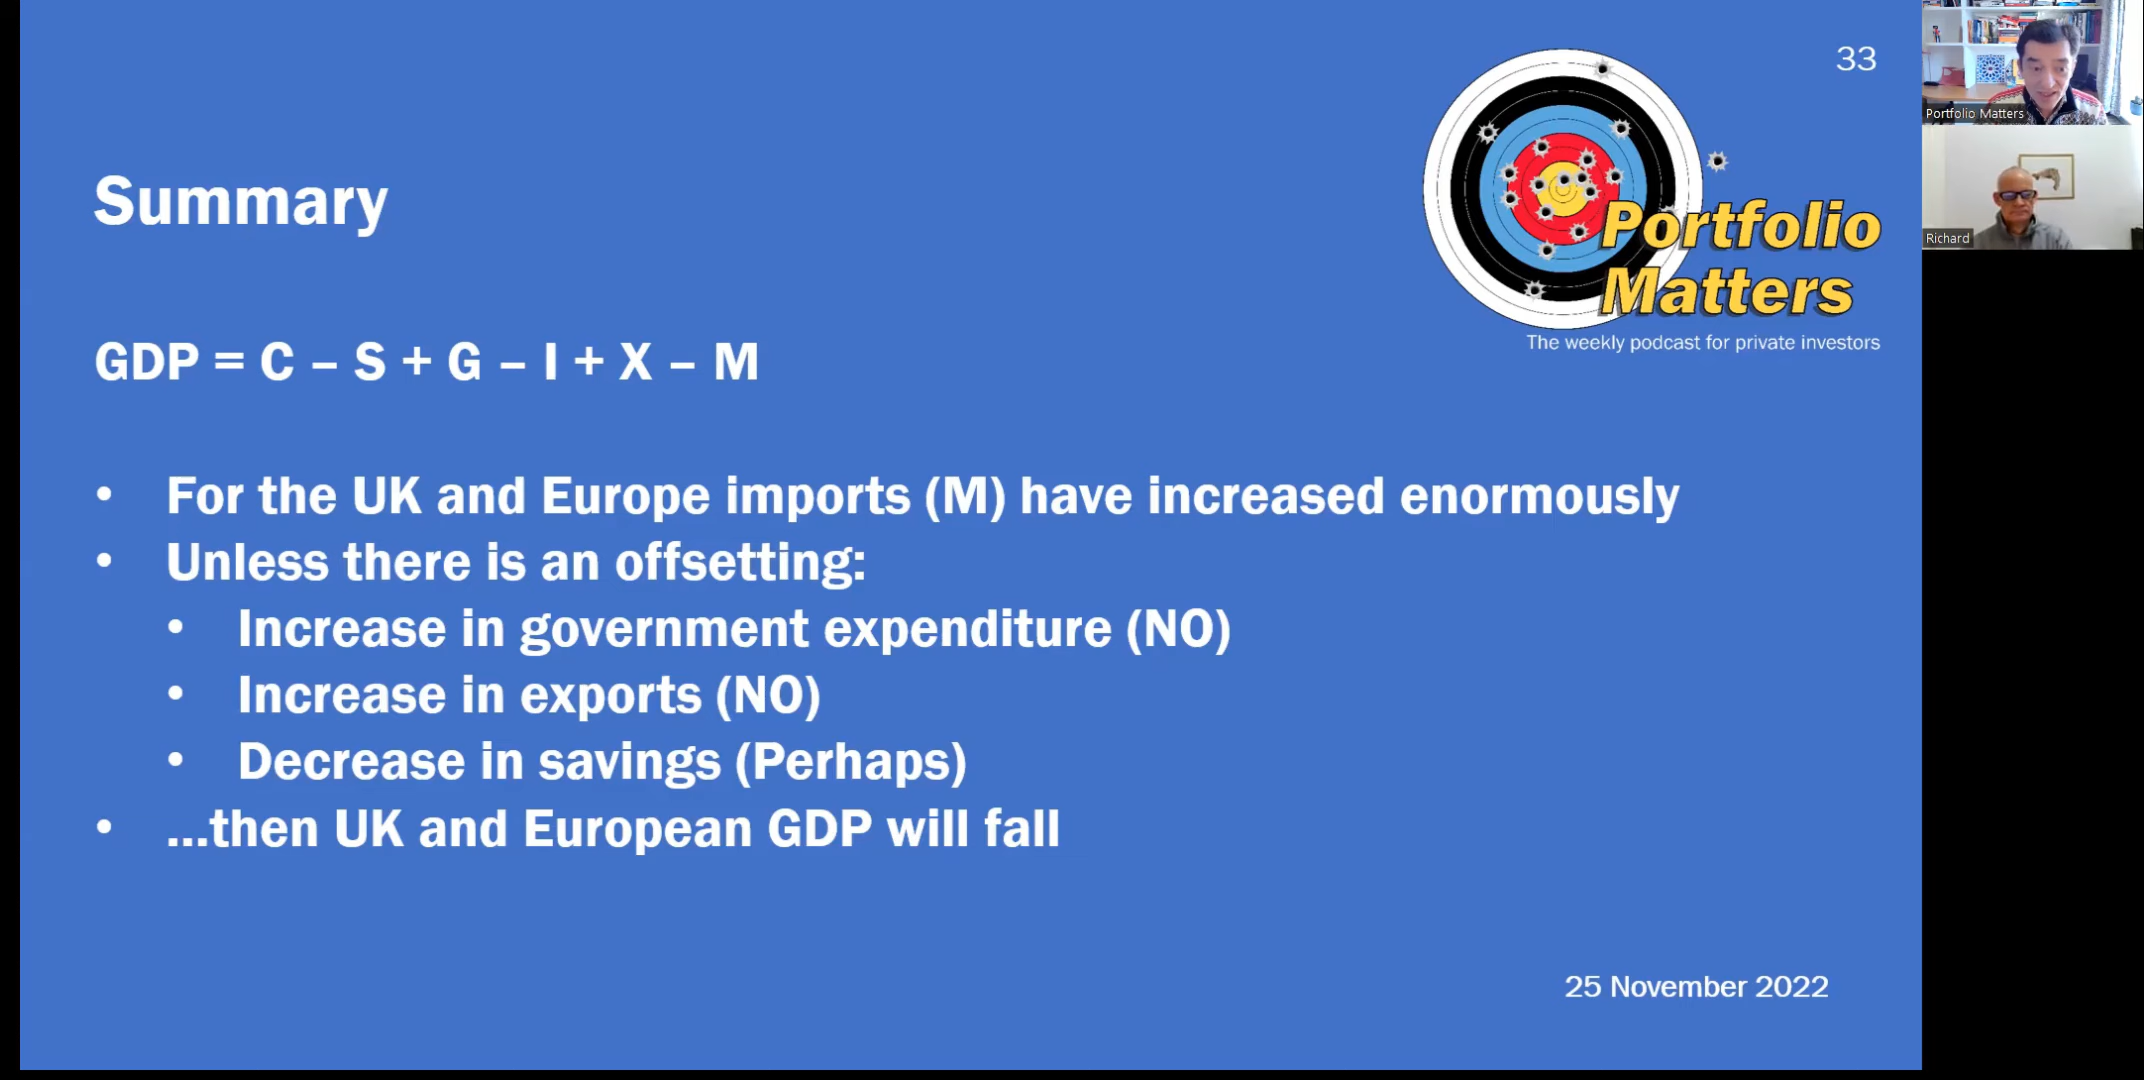 33
Summary
Portfolio
Matters
The weekly podcast for private investors
GDP = C – S + G – I + X – M
• For the UK and Europe imports (M) have increased enormously
• Unless there is an offsetting:
• Increase in government expenditure (NO)
• Increase in exports (NO)
• Decrease in savings (Perhaps)
• ...then UK and European GDP will fall
25 November 2022
Portfolio Matters
Richard